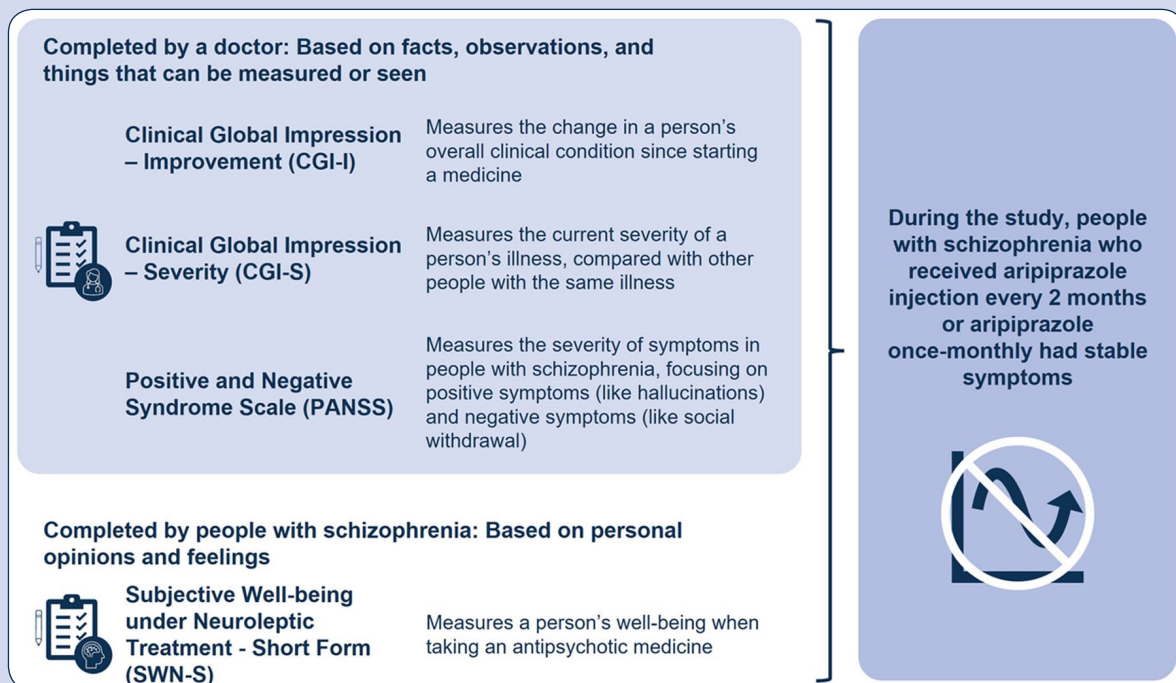 Completed by a doctor: Based on facts, observations, and
things that can be measured or seen
Clinical Global Impression
– Improvement (CGI-I)
Measures the change in a person’s
overall clinical condition since starting
a medicine
Clinical Global Impression
– Severity (CGI-S)
Measures the current severity of a
person’s illness, compared with other
people with the same illness
Positive and Negative
Syndrome Scale (PANSS)
Measures the severity of symptoms in
people with schizophrenia, focusing on
positive symptoms (like hallucinations)
and negative symptoms (like social
withdrawal)
Completed by people with schizophrenia: Based on personal
opinions and feelings
Subjective Well-being
under Neuroleptic
Treatment - Short Form
(SWN-S)
Measures a person’s well-being when
taking an antipsychotic medicine
During the study, people
with schizophrenia who
received aripiprazole
injection every 2 months
or aripiprazole
once-monthly had stable
symptoms